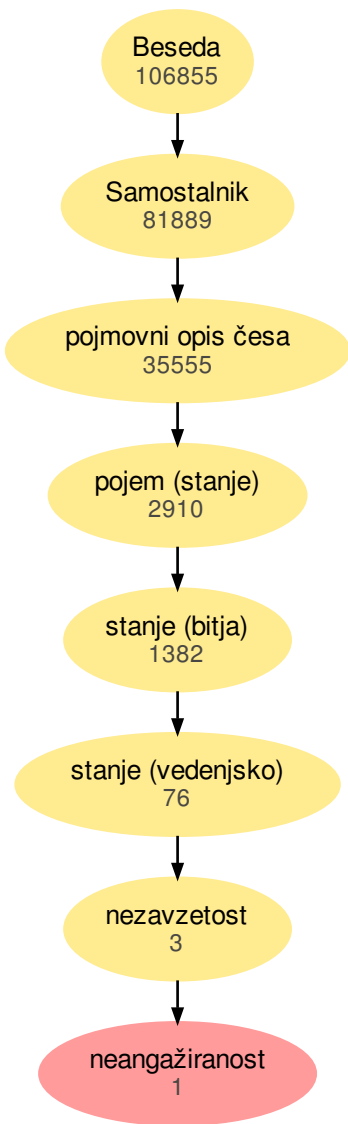 Beseda
106855
Samostalnik
81889
pojmovni opis česa
35555
pojem (stanje)
2910
stanje (bitja)
1382
stanje (vedenjsko)
76
nezavzetost
3
neangažiranost
1